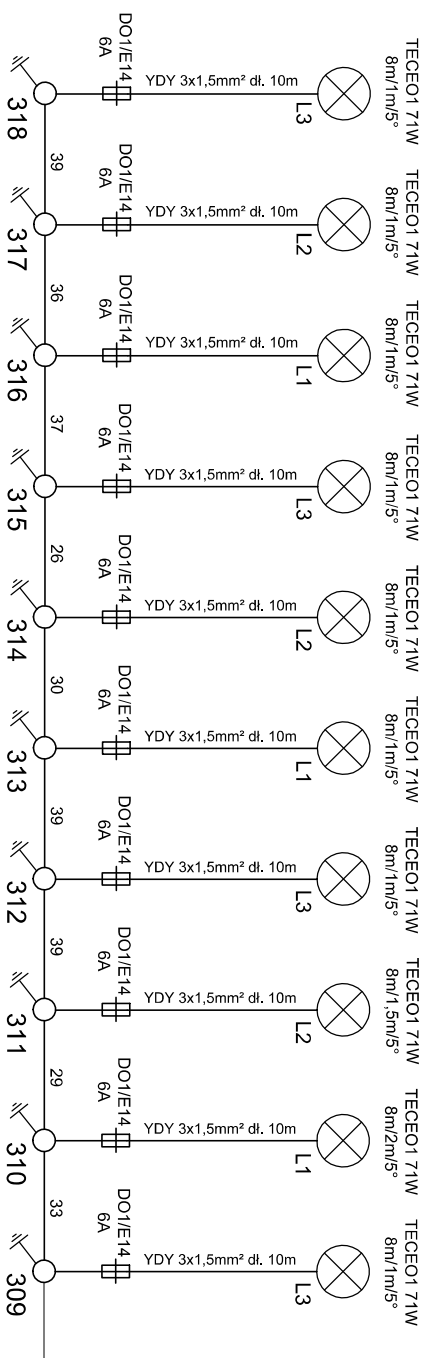 TECEO1 71W
8m/1m/5°
L3
YDY 3x1,5mm² dł. 10m
DO1/E14
6A
318
39
TECEO1 71W
8m/1m/5°
L2
YDY 3x1,5mm² dł. 10m
DO1/E14
6A
317
36
TECEO1 71W
8m/1m/5°
L1
YDY 3x1,5mm² dł. 10m
DO1/E14
6A
316
37
TECEO1 71W
8m/1m/5°
L3
YDY 3x1,5mm² dł. 10m
DO1/E14
6A
315
26
TECEO1 71W
8m/1m/5°
L2
YDY 3x1,5mm² dł. 10m
DO1/E14
6A
314
30
TECEO1 71W
8m/1m/5°
L1
YDY 3x1,5mm² dł. 10m
DO1/E14
6A
313
39
TECEO1 71W
8m/1m/5°
L3
YDY 3x1,5mm² dł. 10m
DO1/E14
6A
312
39
TECEO1 71W
8m/1,5m/5°
L2
YDY 3x1,5mm² dł. 10m
DO1/E14
6A
311
29
TECEO1 71W
8m/2m/5°
L1
YDY 3x1,5mm² dł. 10m
DO1/E14
6A
310
33
TECEO1 71W
8m/1m/5°
L3
YDY 3x1,5mm² dł. 10m
DO1/E14
6A
309